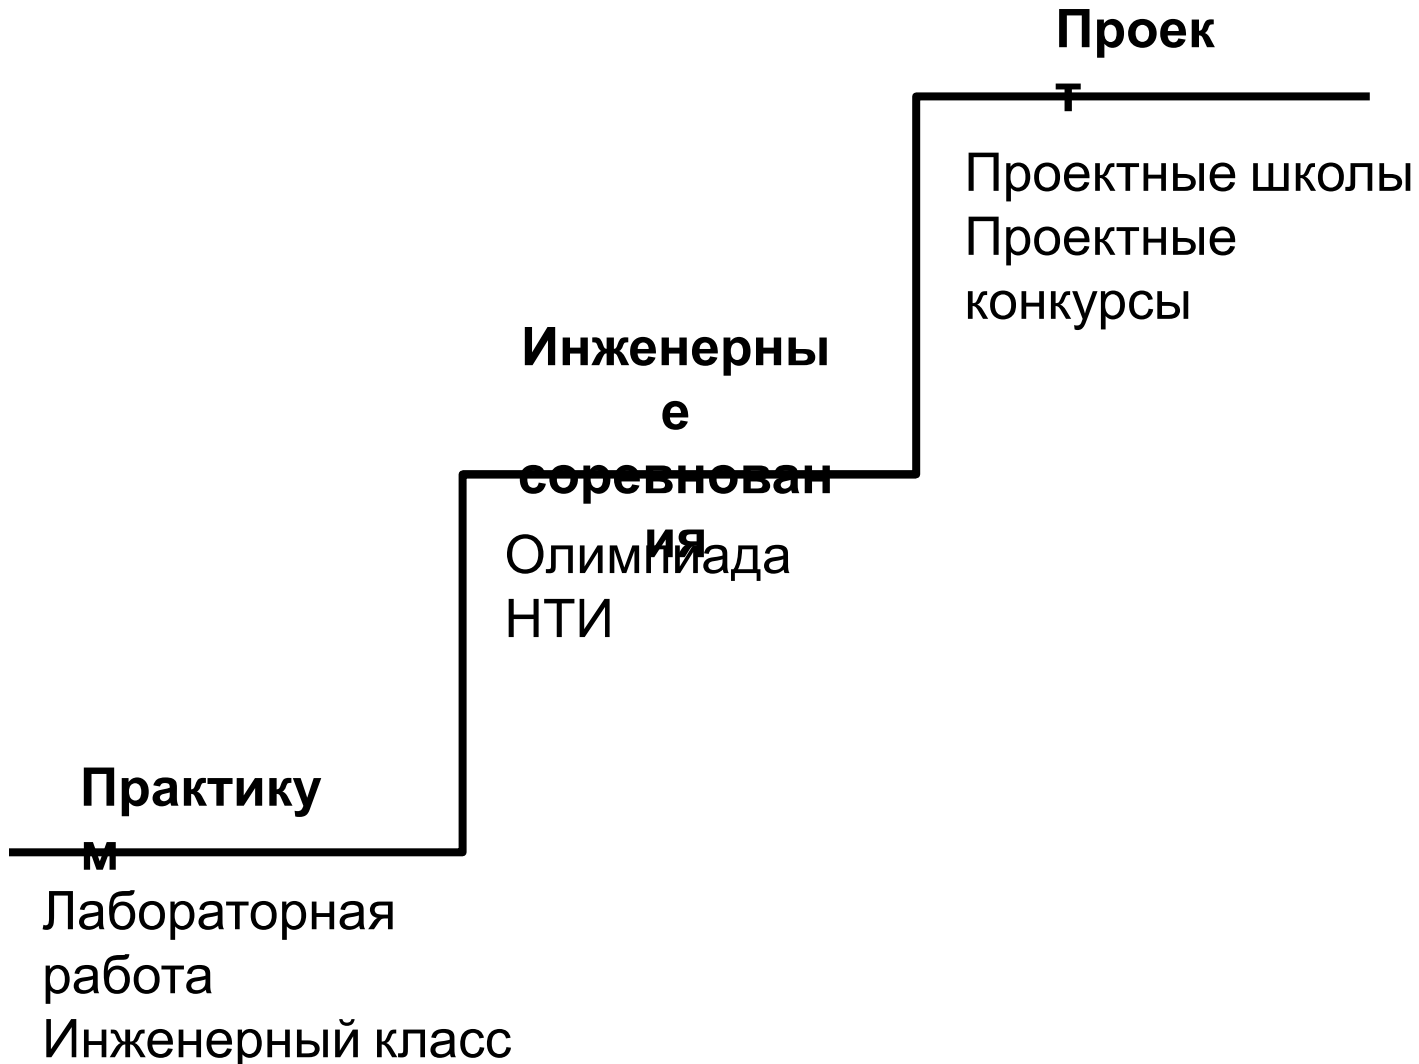 Проек
т
Проектные школы
Проектные
конкурсы
Инженерны
е
соревнован
ия
Олимпиада
НТИ
Практику
м
Лабораторная
работа
Инженерный класс